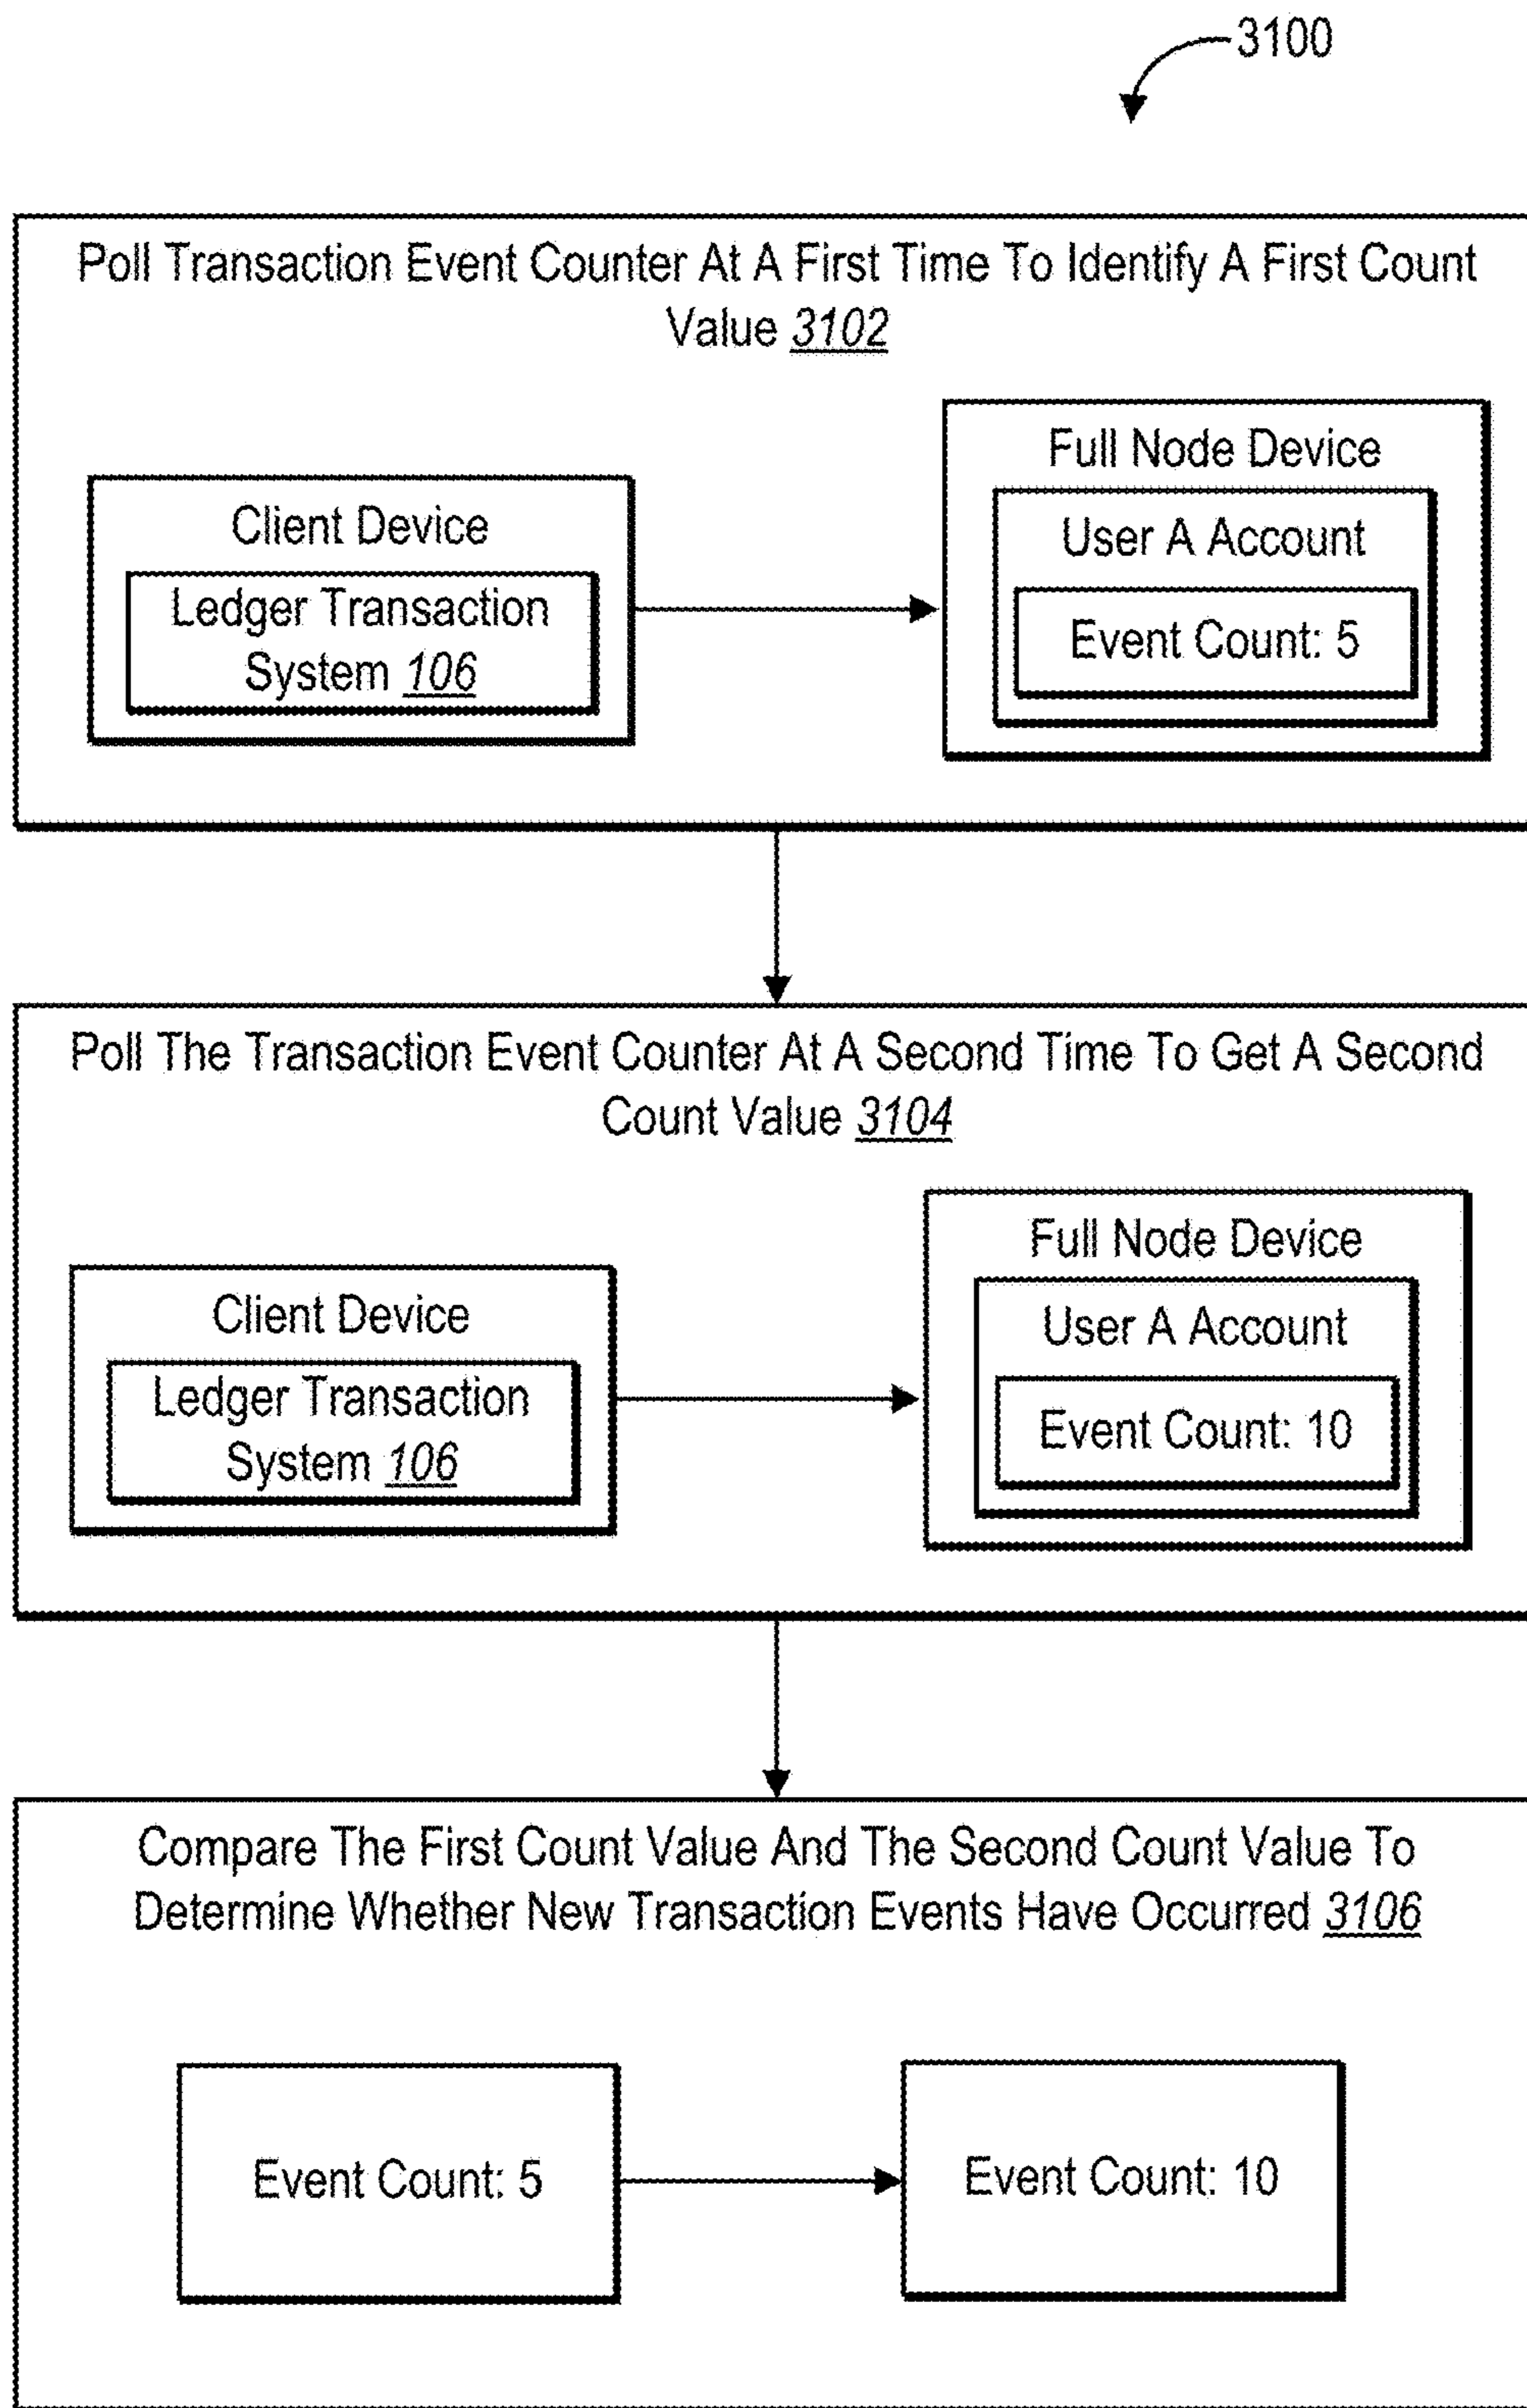 3100
Poll Transaction Event Counter At A First Time To Identify A First Count
Value 3102
Full Node Device
Client Device
User A Account
Ledger Transaction
System 106
Event Count: 5
Poll The Transaction Event Counter At A Second Time To Get A Second
Count Value 3104
Full Node Device
Client Device
User A Account
Ledger Transaction
System 106
Event Count: 10
Compare The First Count Value And The Second Count Value To
Determine Whether New Transaction Events Have Occurred 3106
Event Count: 5
Event Count: 10